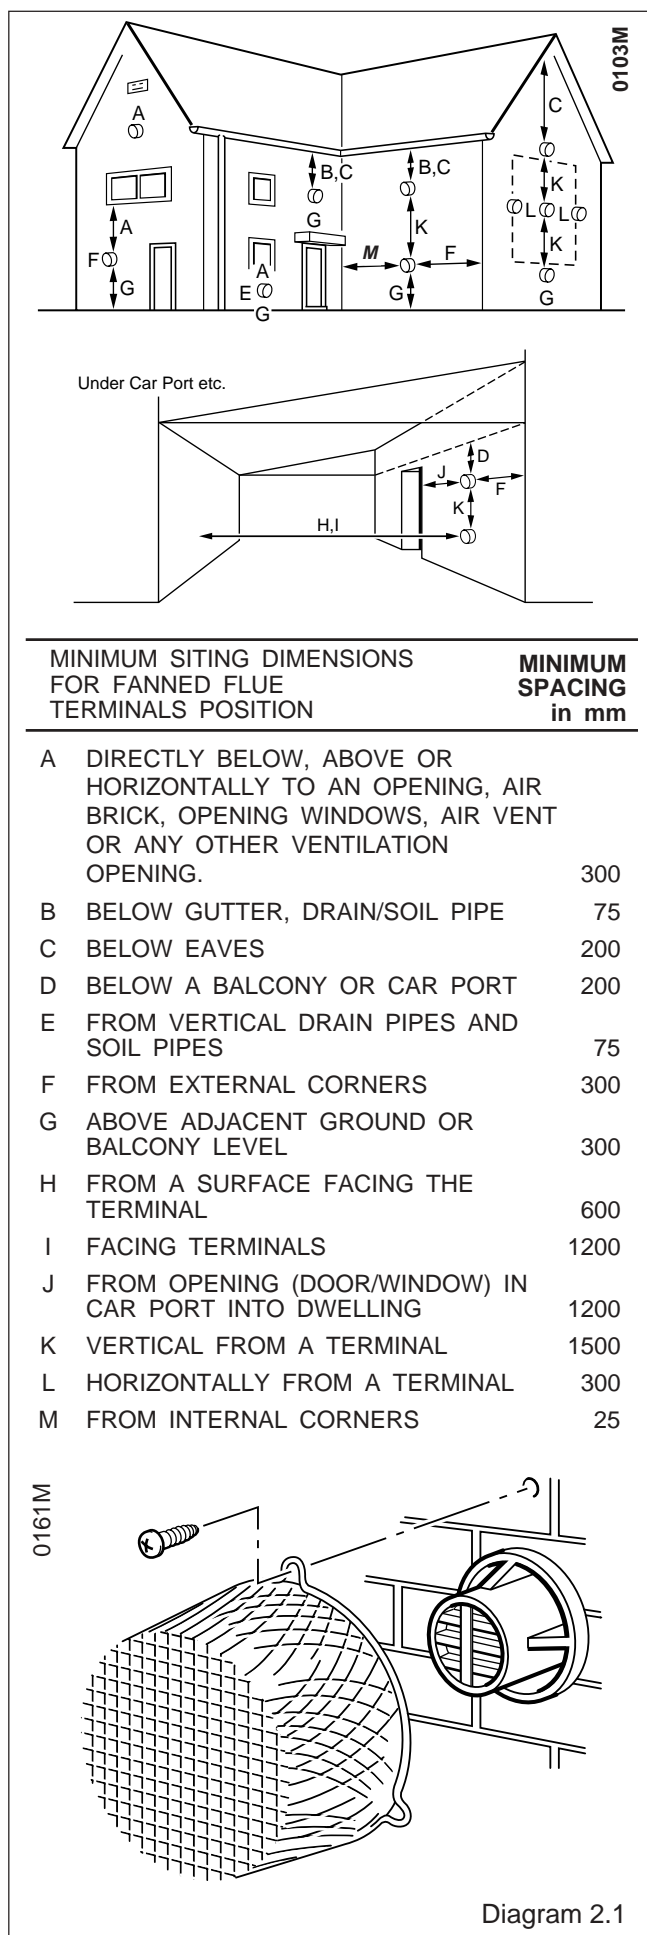 0103M
A
C
B,C
B,C
K
A
G
K
L
L
F
M
F
K
G
A
E
G
G
G
Under Car Port etc.
D
J
F
K
H,I
MINIMUM SITING DIMENSIONS
FOR FANNED FLUE
TERMINALS POSITION
MINIMUM
SPACING
in mm
A DIRECTLY BELOW, ABOVE OR
HORIZONTALLY TO AN OPENING, AIR
BRICK, OPENING WINDOWS, AIR VENT
OR ANY OTHER VENTILATION
OPENING. 300
B BELOW GUTTER, DRAIN/SOIL PIPE 75
C BELOW EAVES 200
D BELOW A BALCONY OR CAR PORT 200
E FROM VERTICAL DRAIN PIPES AND
SOIL PIPES 75
F FROM EXTERNAL CORNERS 300
G ABOVE ADJACENT GROUND OR
BALCONY LEVEL 300
H FROM A SURFACE FACING THE
TERMINAL 600
I FACING TERMINALS 1200
J FROM OPENING (DOOR/WINDOW) IN
CAR PORT INTO DWELLING 1200
K VERTICAL FROM A TERMINAL 1500
L HORIZONTALLY FROM A TERMINAL 300
M FROM INTERNAL CORNERS 25
0161M
Diagram 2.1